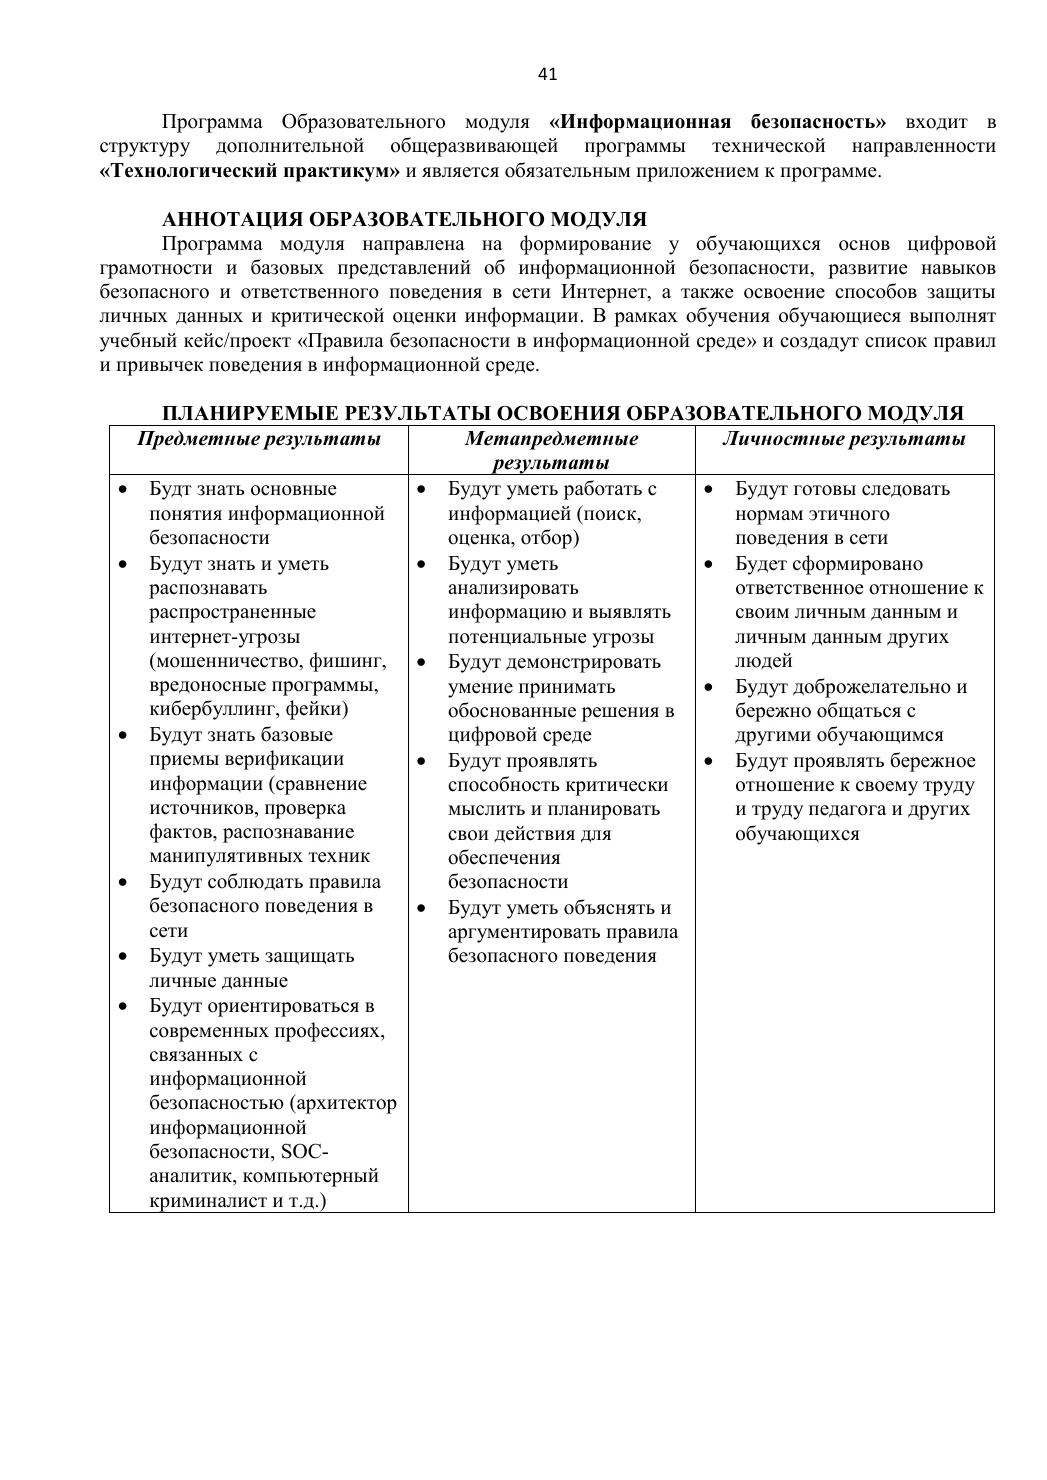 41
Программа Образовательного модуля «Информационная безопасность» входит в
структуру дополнительной общеразвивающей программы технической направленности
«Технологический практикум» и является обязательным приложением к программе.
АННОТАЦИЯ ОБРАЗОВАТЕЛЬНОГО МОДУЛЯ
Программа модуля направлена на формирование у обучающихся основ цифровой
грамотности и базовых представлений об информационной безопасности, развитие навыков
безопасного и ответственного поведения в сети Интернет, а также освоение способов защиты
личных данных и критической оценки информации. В рамках обучения обучающиеся выполнят
учебный кейс/проект «Правила безопасности в информационной среде» и создадут список правил
и привычек поведения в информационной среде.
ПЛАНИРУЕМЫЕ РЕЗУЛЬТАТЫ ОСВОЕНИЯ ОБРАЗОВАТЕЛЬНОГО МОДУЛЯ
Предметные результаты
Метапредметные
результаты
Личностные результаты
• Будт знать основные
понятия информационной
безопасности
• Будут знать и уметь
распознавать
распространенные
интернет-угрозы
(мошенничество, фишинг,
вредоносные программы,
кибербуллинг, фейки)
• Будут знать базовые
приемы верификации
информации (сравнение
источников, проверка
фактов, распознавание
манипулятивных техник
• Будут соблюдать правила
безопасного поведения в
сети
• Будут уметь защищать
личные данные
• Будут ориентироваться в
современных профессиях,
связанных с
информационной
безопасностью (архитектор
информационной
безопасности, SOC-
аналитик, компьютерный
криминалист и т.д.)
• Будут уметь работать с
информацией (поиск,
оценка, отбор)
• Будут уметь
анализировать
информацию и выявлять
потенциальные угрозы
• Будут демонстрировать
умение принимать
обоснованные решения в
цифровой среде
• Будут проявлять
способность критически
мыслить и планировать
свои действия для
обеспечения
безопасности
• Будут уметь объяснять и
аргументировать правила
безопасного поведения
• Будут готовы следовать
нормам этичного
поведения в сети
• Будет сформировано
ответственное отношение к
своим личным данным и
личным данным других
людей
• Будут доброжелательно и
бережно общаться с
другими обучающимся
• Будут проявлять бережное
отношение к своему труду
и труду педагога и других
обучающихся